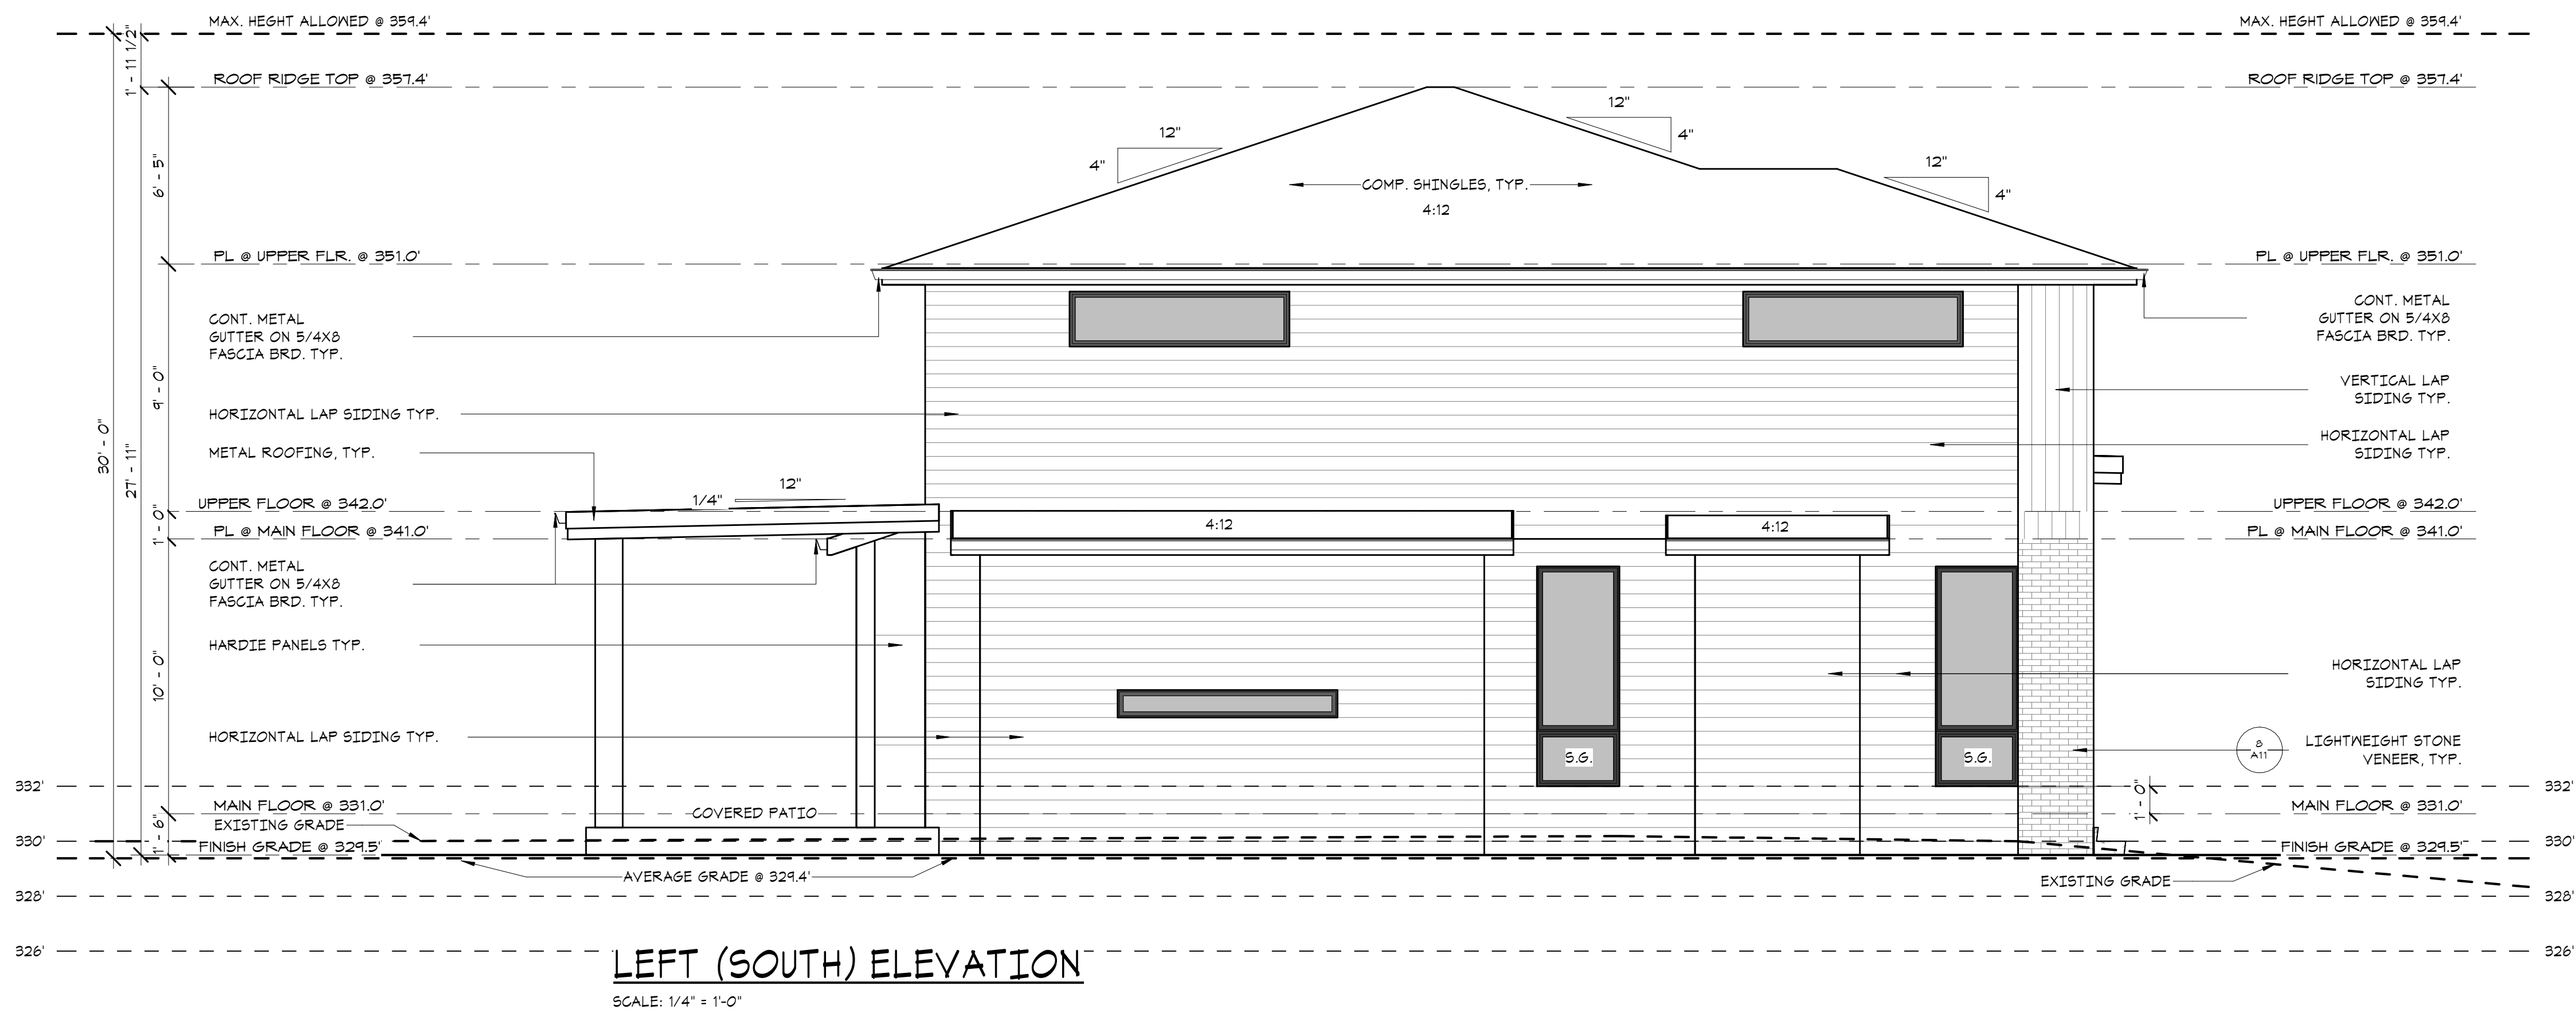 MAX. HEGHT ALLOWED @ 359.4'
MAX. HEGHT ALLOWED @ 359.4'
1' - 11 1/2"
ROOF RIDGE TOP @ 357.4'
ROOF RIDGE TOP @ 357.4'
12"
4"
12"
4"
12"
4"
6' - 5"
COMP. SHINGLES, TYP.
4:12
PL @ UPPER FLR. @ 351.0'
PL @ UPPER FLR. @ 351.0'
CONT. METAL
GUTTER ON 5/4X8
FASCIA BRD. TYP.
CONT. METAL
GUTTER ON 5/4X8
FASCIA BRD. TYP.
9' - 0"
VERTICAL LAP
SIDING TYP.
HORIZONTAL LAP SIDING TYP.
HORIZONTAL LAP
SIDING TYP.
30' - 0"
27' - 11"
METAL ROOFING, TYP.
12"
1/4"
UPPER FLOOR @ 342.0'
UPPER FLOOR @ 342.0'
1' - 0"
PL @ MAIN FLOOR @ 341.0'
4:12
4:12
PL @ MAIN FLOOR @ 341.0'
CONT. METAL
GUTTER ON 5/4X8
FASCIA BRD. TYP.
HARDIE PANELS TYP.
10' - 0"
HORIZONTAL LAP
SIDING TYP.
HORIZONTAL LAP SIDING TYP.
8
A11
LIGHTWEIGHT STONE
VENEER, TYP.
S.G.
S.G.
332'
332'
MAIN FLOOR @ 331.0'
1' - 0"
MAIN FLOOR @ 331.0'
COVERED PATIO
EXISTING GRADE
1' - 6"
330'
330'
FINISH GRADE @ 329.5'
FINISH GRADE @ 329.5'
AVERAGE GRADE @ 329.4'
EXISTING GRADE
328'
328'
326'
326'
LEFT (SOUTH) ELEVATION
SCALE: 1/4" = 1'-0"